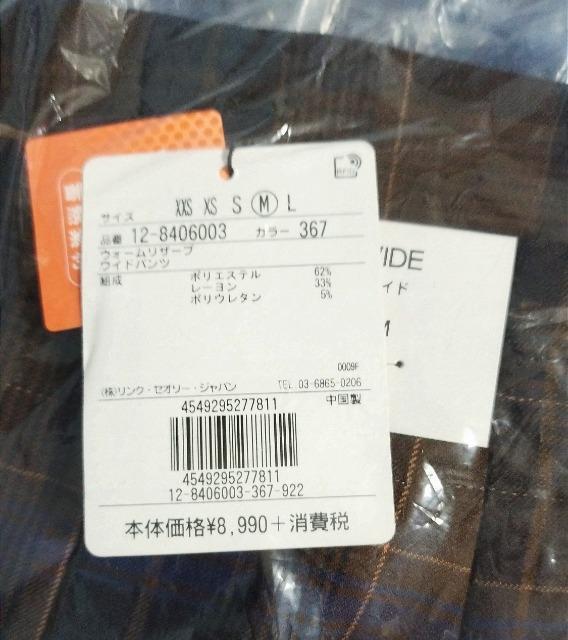 RFID
サイズ XXS XS S M L
品番 12-8406003 カラー 367
ウォームリザーブ
ワイドパンツ
組成 ポリエステル 62%
レーヨン 33%
ポリウレタン 5%
0009F
(株)リンク・セオリー・ジャパン TEL.03-6865-0206
4549295277811 中国製
4549295277811
12-8406003-367-922
本体価格¥8,990+消費税
IDE
イド